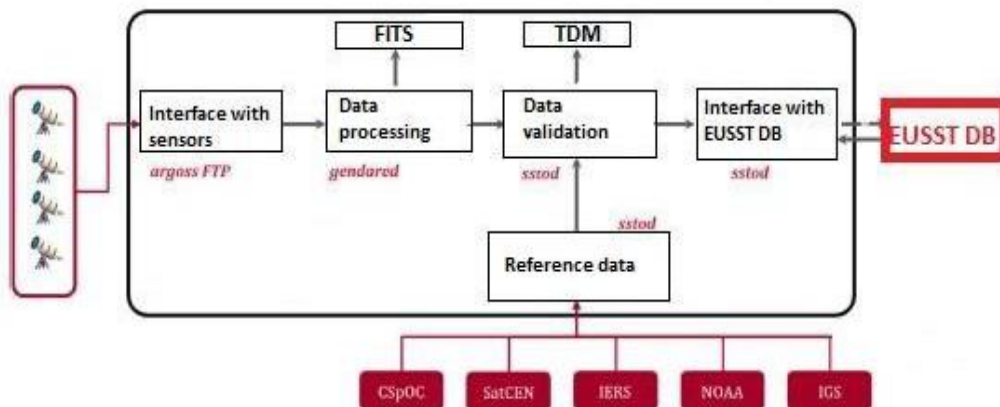 FITS
TDM
Interface with
sensors
Data
processing
Data
validation
Interface with
EUSST DB
EUSST DB
argoss FTP
gendared
sstod
sstod
sstod
Reference data
CSpOC
SatCEN
IERS
NOAA
IGS